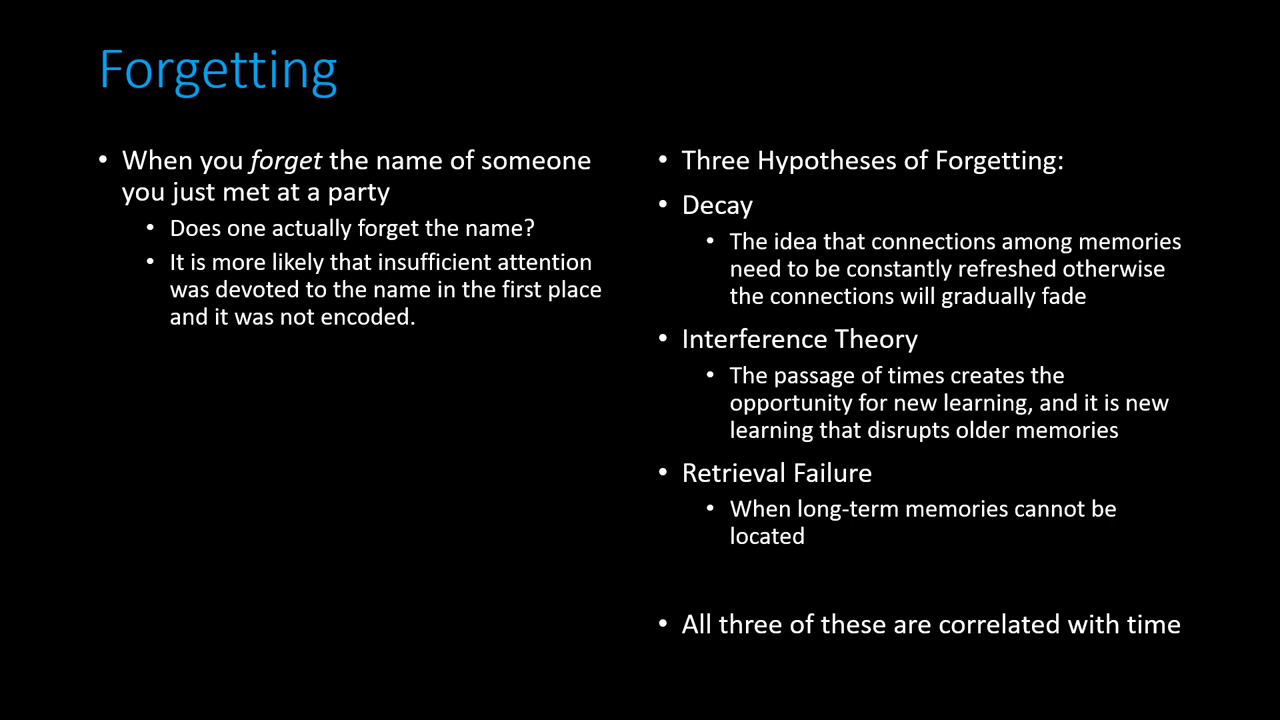 Forgetting
• When you forget the name of someone
you just met at a party
• Does one actually forget the name?
• It is more likely that insufficient attention
was devoted to the name in the first place
and it was not encoded.
• Three Hypotheses of Forgetting:
• Decay
• The idea that connections among memories
need to be constantly refreshed otherwise
the connections will gradually fade
• Interference Theory
• The passage of times creates the
opportunity for new learning, and it is new
learning that disrupts older memories
• Retrieval Failure
• When long-term memories cannot be
located
• All three of these are correlated with time